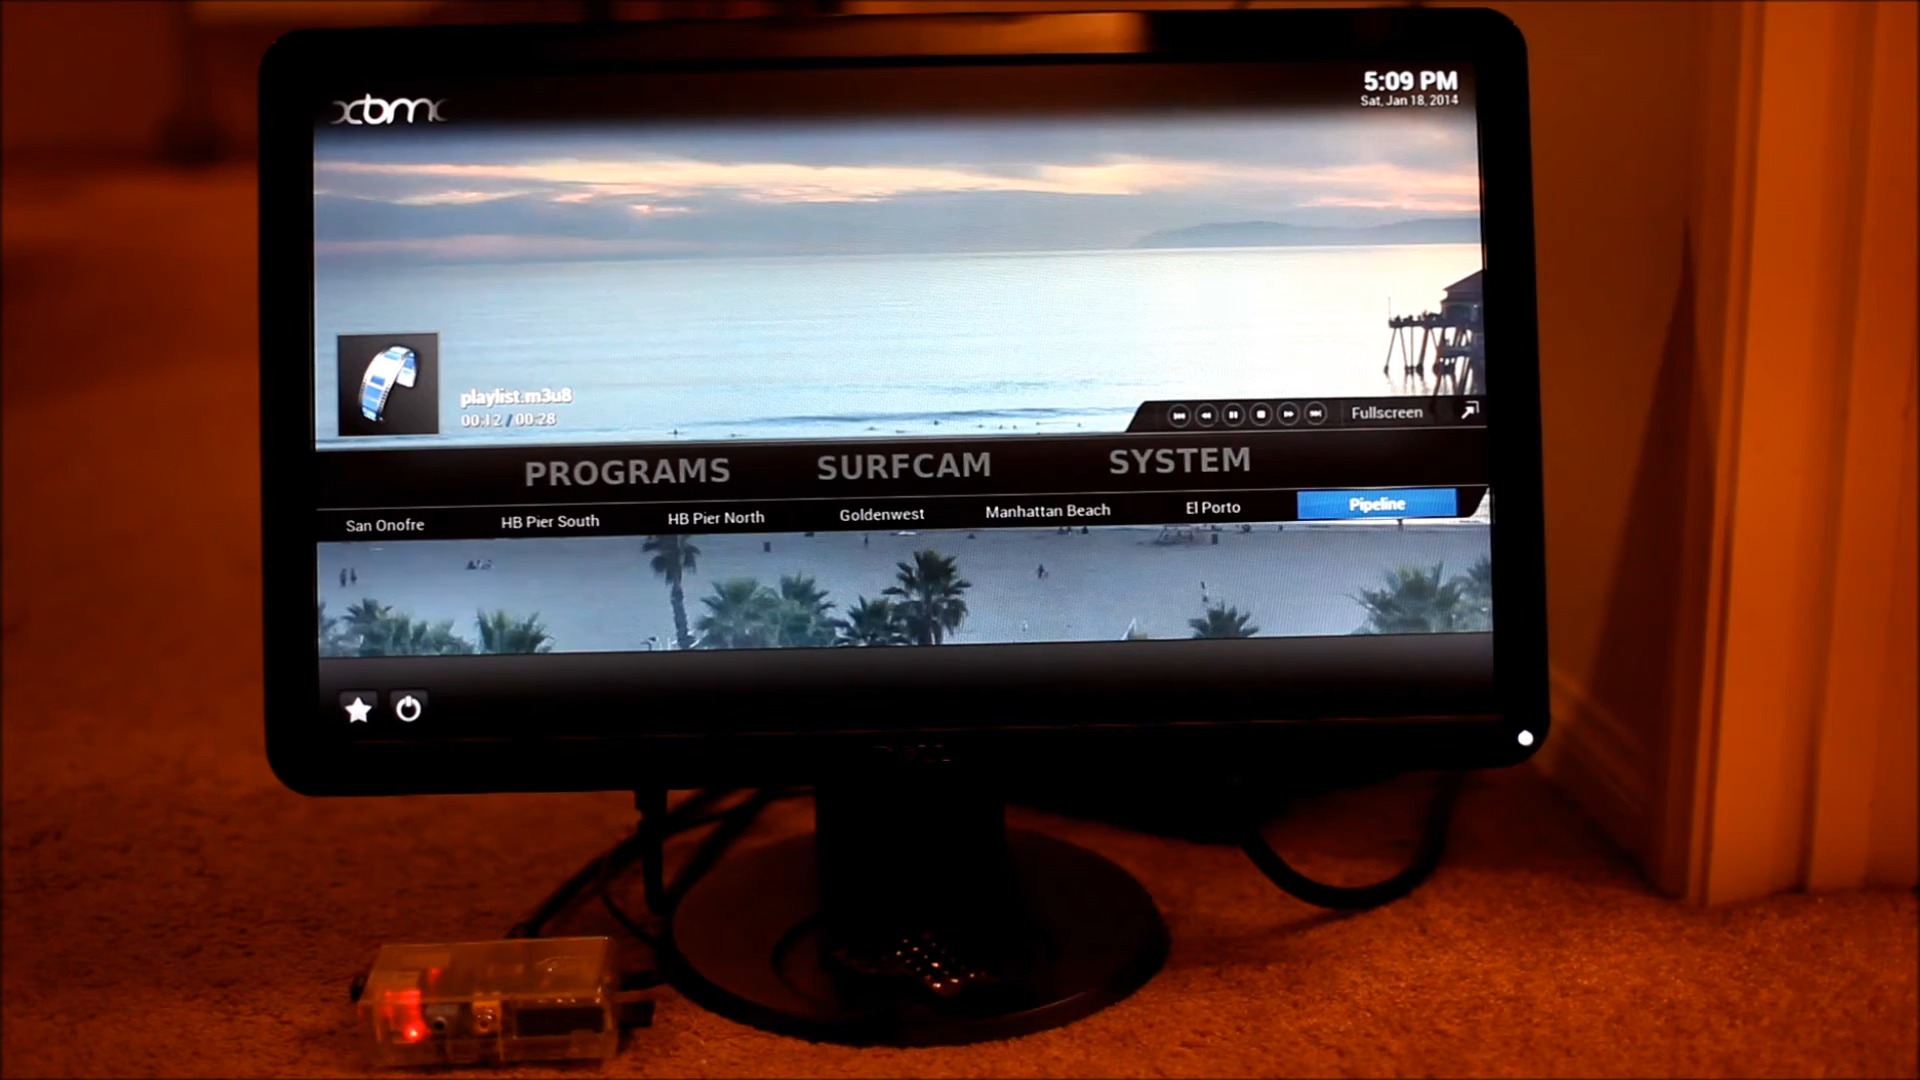 xbmc
5:09 PM
Sat, Jan 18, 2014
playlist.m3u8
00:12 / 00:28
Fullscreen
PROGRAMS SURFCAM SYSTEM
San Onofre HB Pier South HB Pier North Goldenwest Manhattan Beach El Porto Pipeline